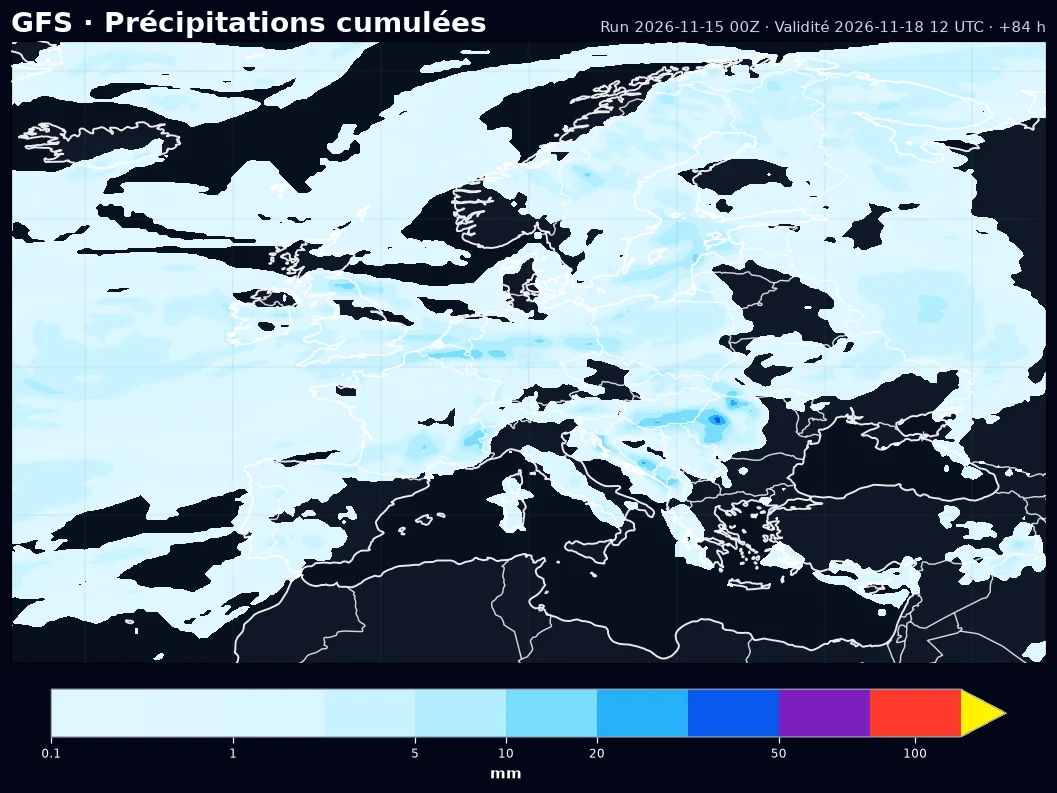 GFS · Précipitations cumulées
Run 2026-11-15 00Z · Validité 2026-11-18 12 UTC · +84 h
0.1 1 5 10 20 50 100
mm